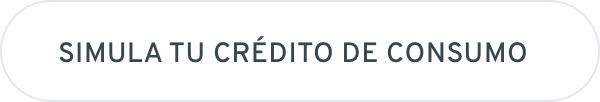 SIMULA TU CRÉDITO DE CONSUMO